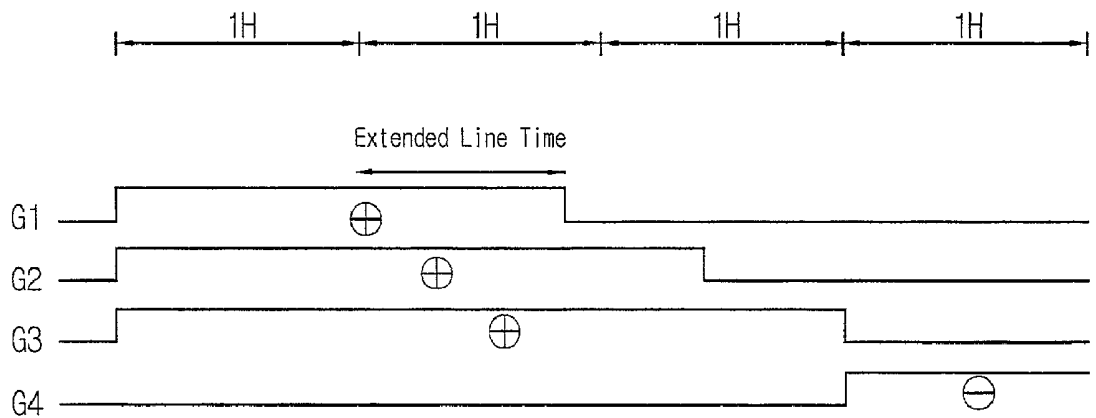 1H 1H 1H 1H
Extended Line Time
G1
G2
G3
G4